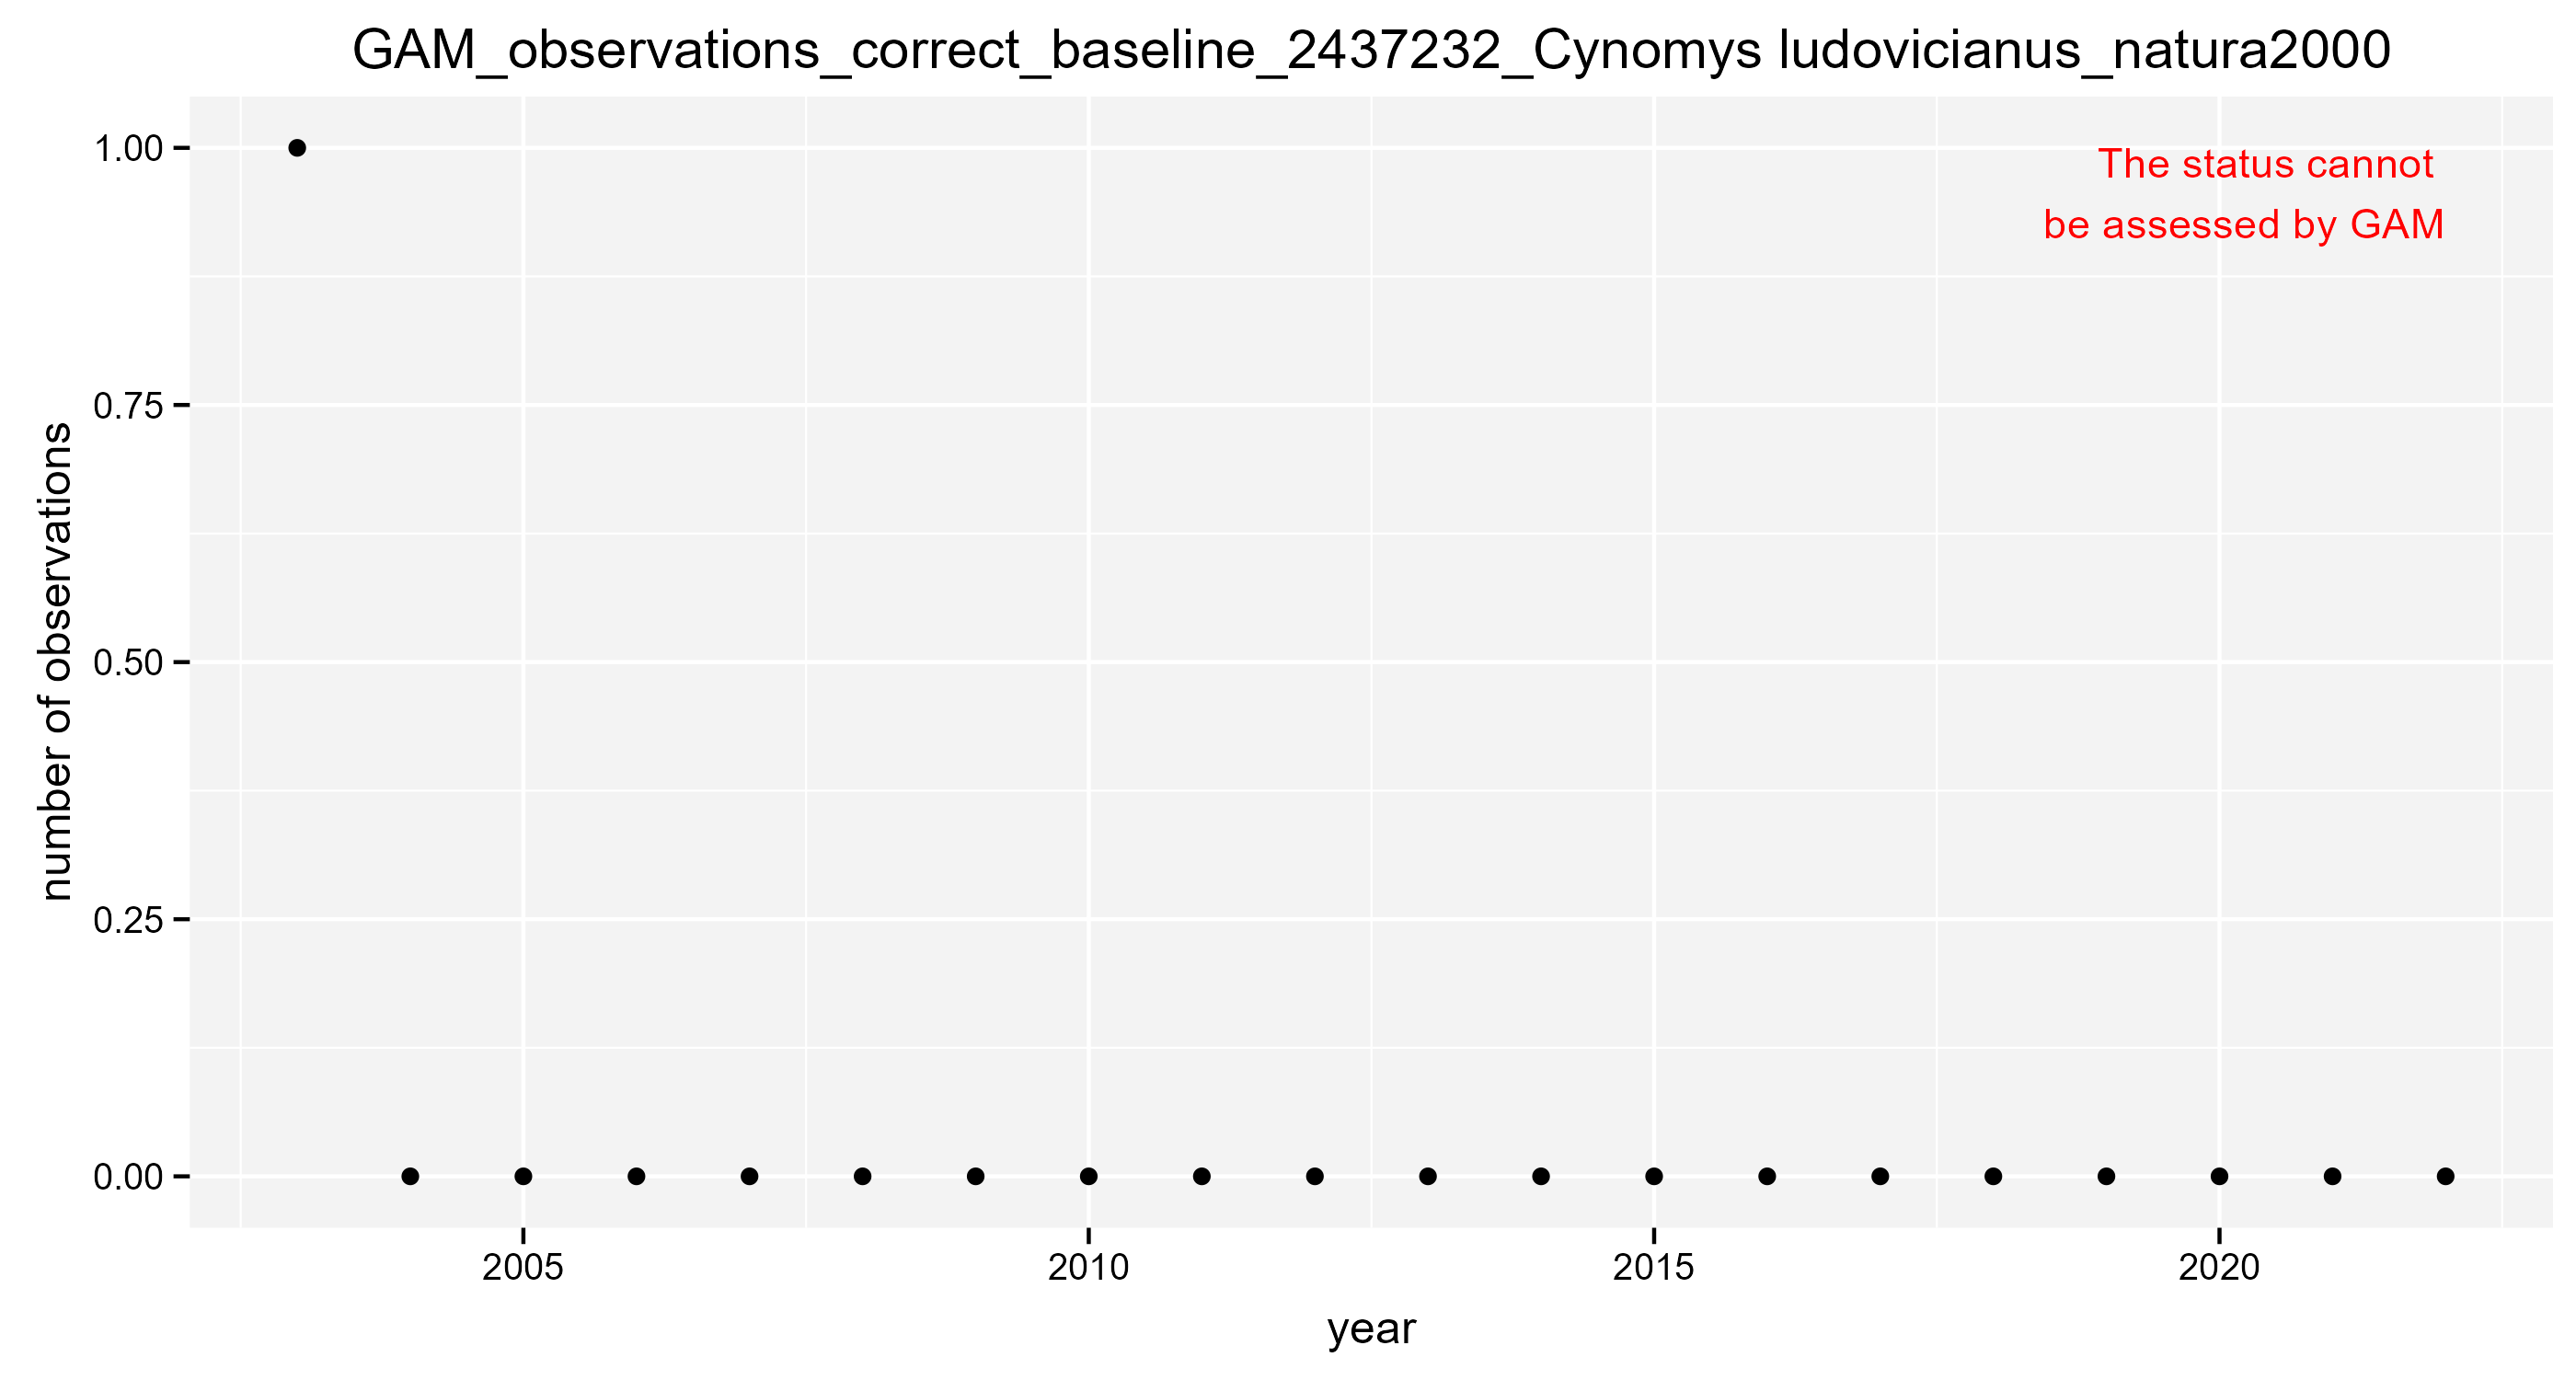 GAM_observations_correct_baseline_2437232_Cynomys ludovicianus_natura2000
The status cannot
be assessed by GAM
number of observations
1.00
0.75
0.50
0.25
0.00
2005
2010
2015
2020
year